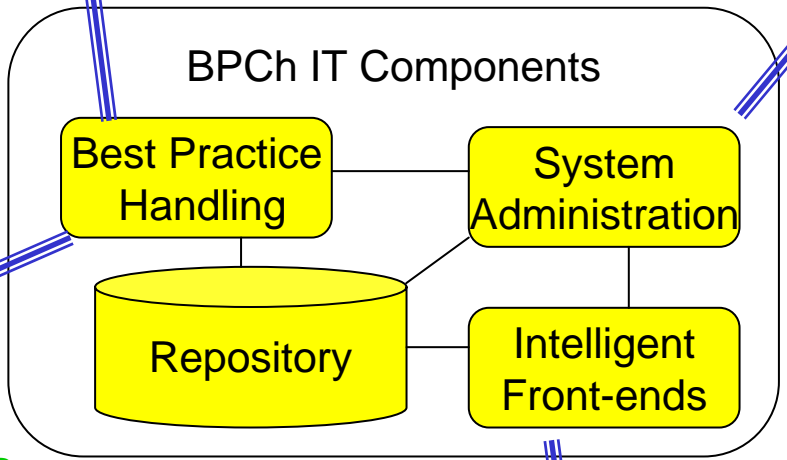 BPCh IT Components
Best Practice
Handling
System
Administration
Repository
Intelligent
Front-ends